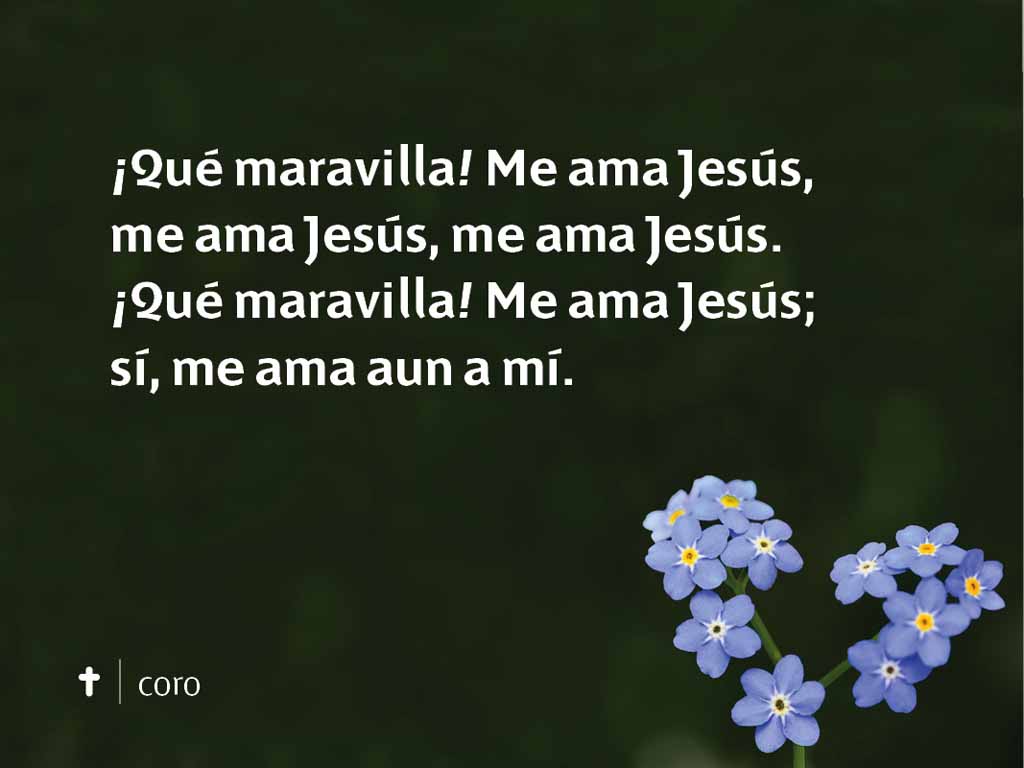 ¡Qué maravilla! Me ama Jesús,
me ama Jesús, me ama Jesús.
¡Qué maravilla! Me ama Jesús;
sí, me ama aun a mí.
coro